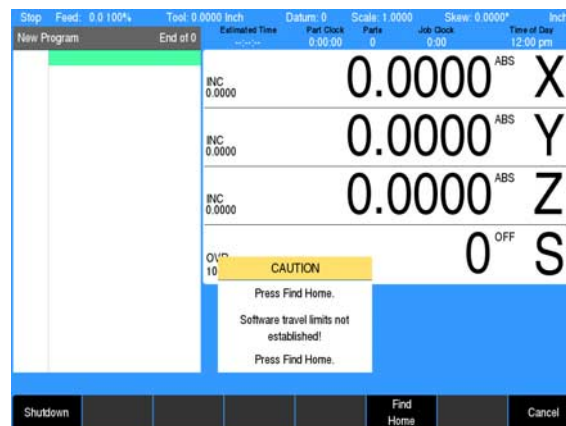 Stop Feed: 0.0 100% Tool: 0.0000 Inch Datum: 0 Scale: 1.0000 Skew: 0.0000° Inch
New Program End of 0
Estimated Time Part Clock Parts Job Clock Time of Day
--:--:-- 0:00:00 0 0:00 12:00 pm
INC 0.0000 0.0000 ABS X
INC 0.0000 0.0000 ABS Y
INC 0.0000 0.0000 ABS Z
0 OFF S
10
CAUTION
Press Find Home.
Software travel limits not
established!
Press Find Home.
Shutdown Find Home Cancel